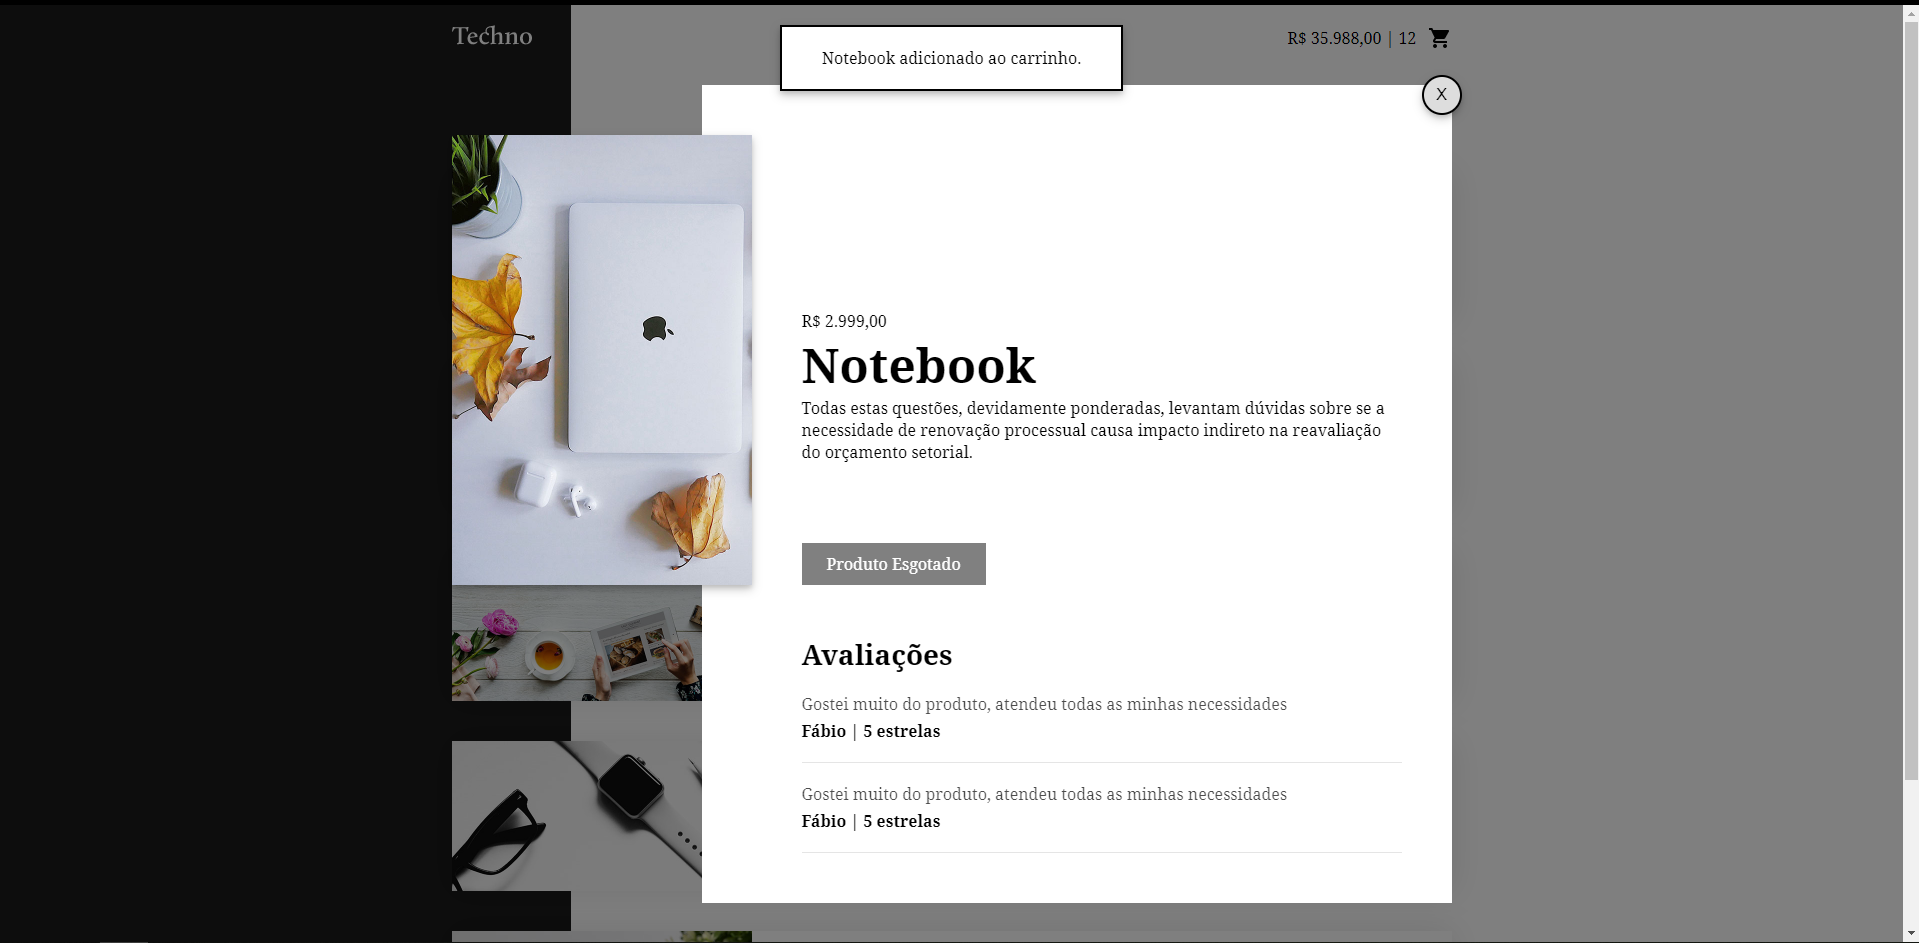 Techno
Notebook adicionado ao carrinho.
R$ 35.988,00 | 12
X
R$ 2.999,00
Notebook
Todas estas questões, devidamente ponderadas, levantam dúvidas sobre se a
necessidade de renovação processual causa impacto indireto na reavaliação
do orçamento setorial.
Produto Esgotado
Avaliações
Gostei muito do produto, atendeu todas as minhas necessidades
Fábio | 5 estrelas
Gostei muito do produto, atendeu todas as minhas necessidades
Fábio | 5 estrelas